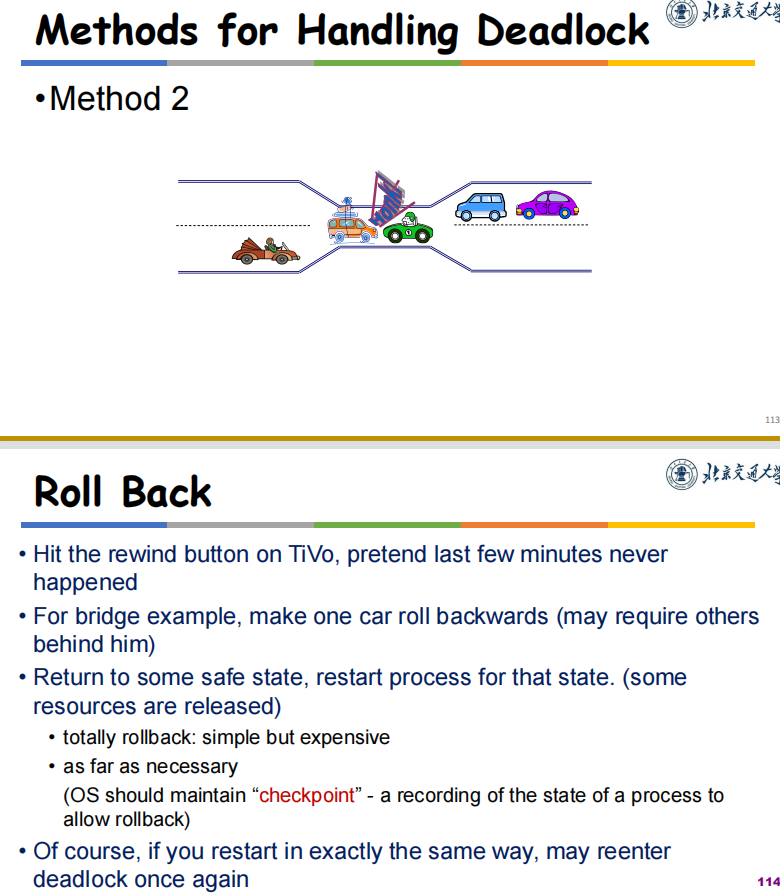 Methods for Handling Deadlock
北京交通大学
•Method 2
113
Roll Back
北京交通大学
• Hit the rewind button on TiVo, pretend last few minutes never
happened
• For bridge example, make one car roll backwards (may require others
behind him)
• Return to some safe state, restart process for that state. (some
resources are released)
• totally rollback: simple but expensive
• as far as necessary
(OS should maintain “checkpoint” - a recording of the state of a process to
allow rollback)
• Of course, if you restart in exactly the same way, may reenter
deadlock once again
114